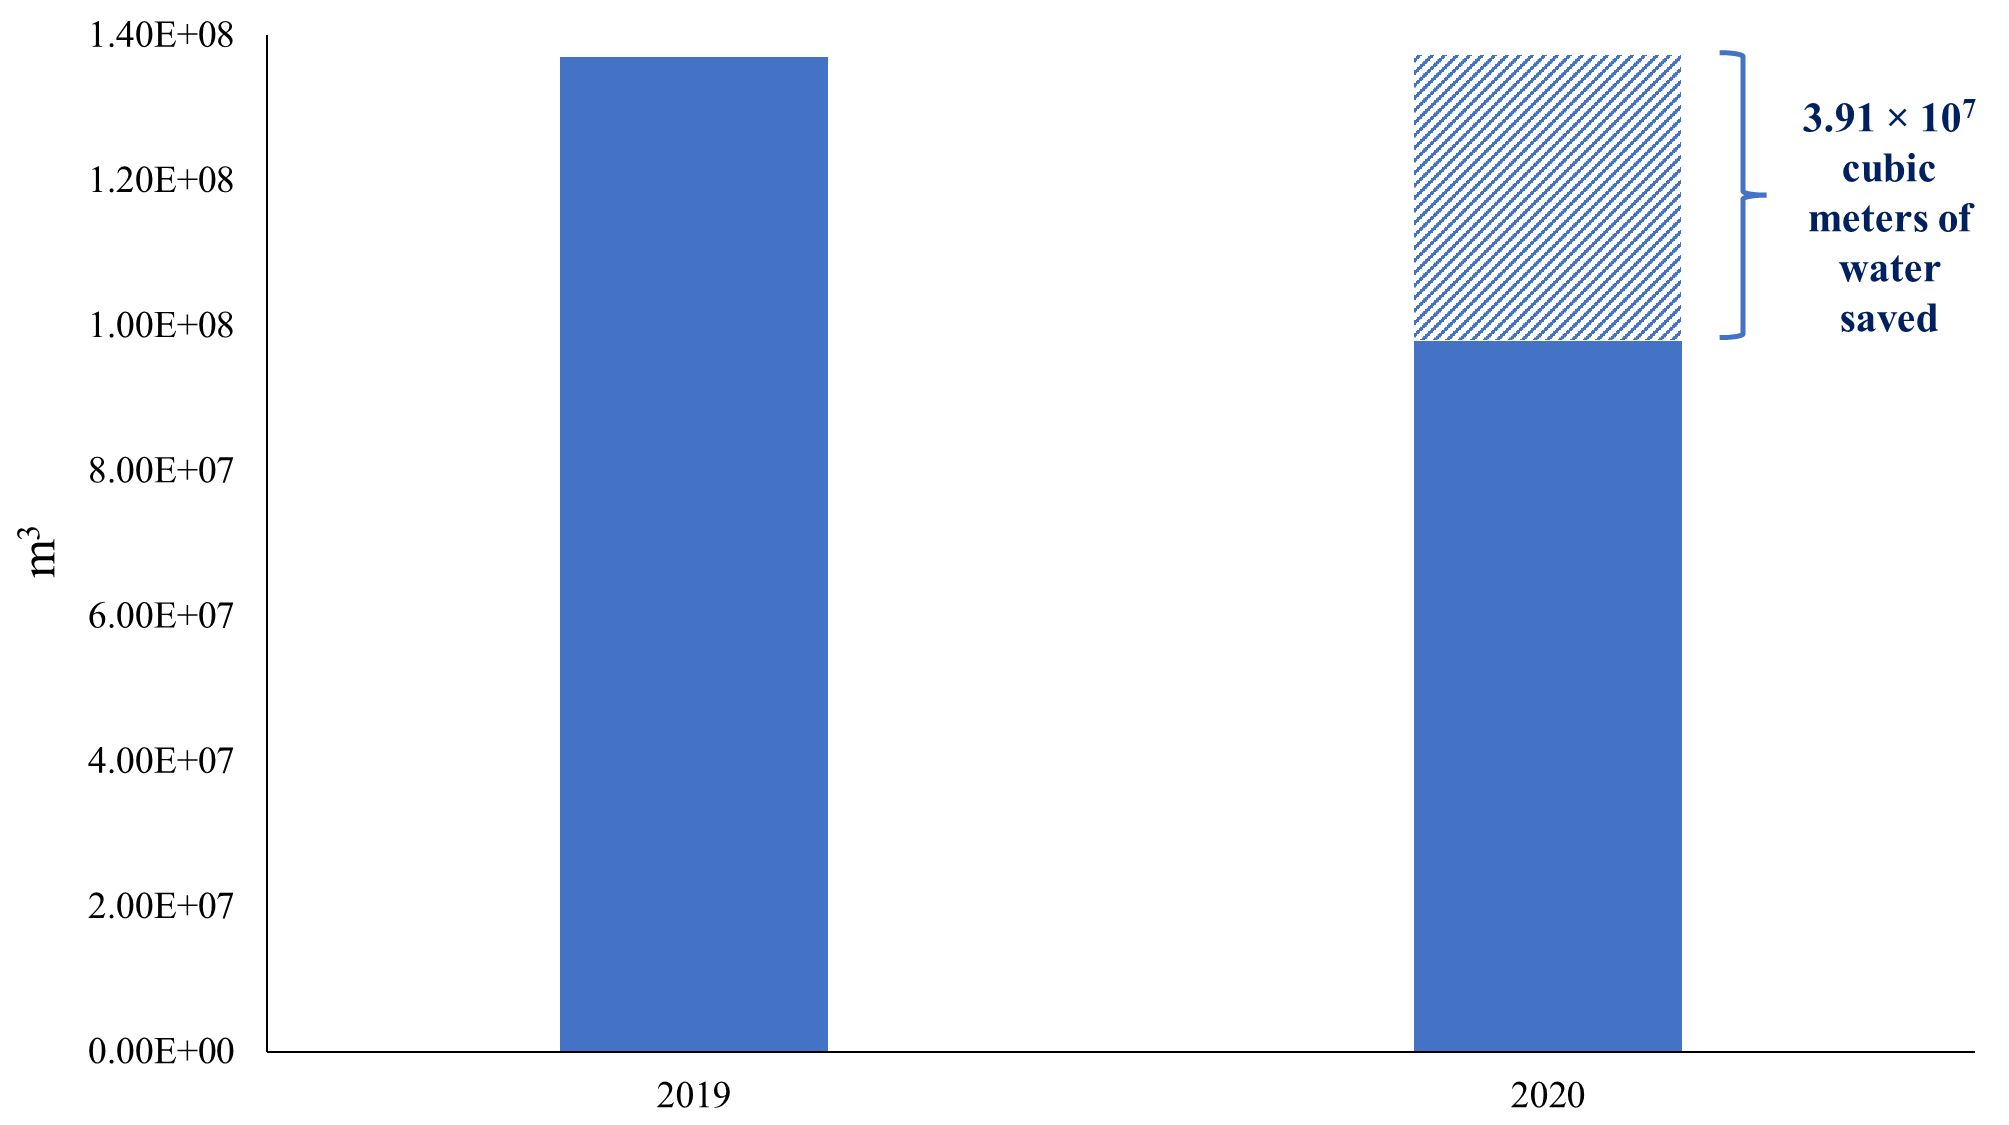 1.40E+08
1.20E+08
1.00E+08
8.00E+07
6.00E+07
4.00E+07
2.00E+07
0.00E+00
m³
2019
2020
3.91 × 10⁷
cubic
meters of
water
saved